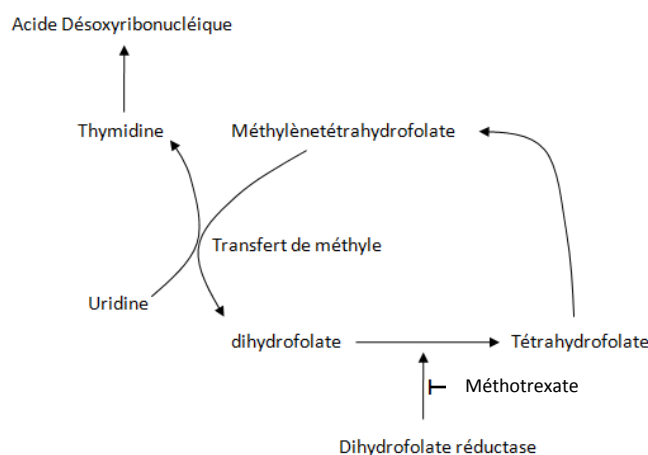 Acide Désoxyribonucléique
Thymidine
Méthylènetétrahydrofolate
Transfert de méthyle
Uridine
dihydrofolate
Tétrahydrofolate
Méthotrexate
Dihydrofolate réductase